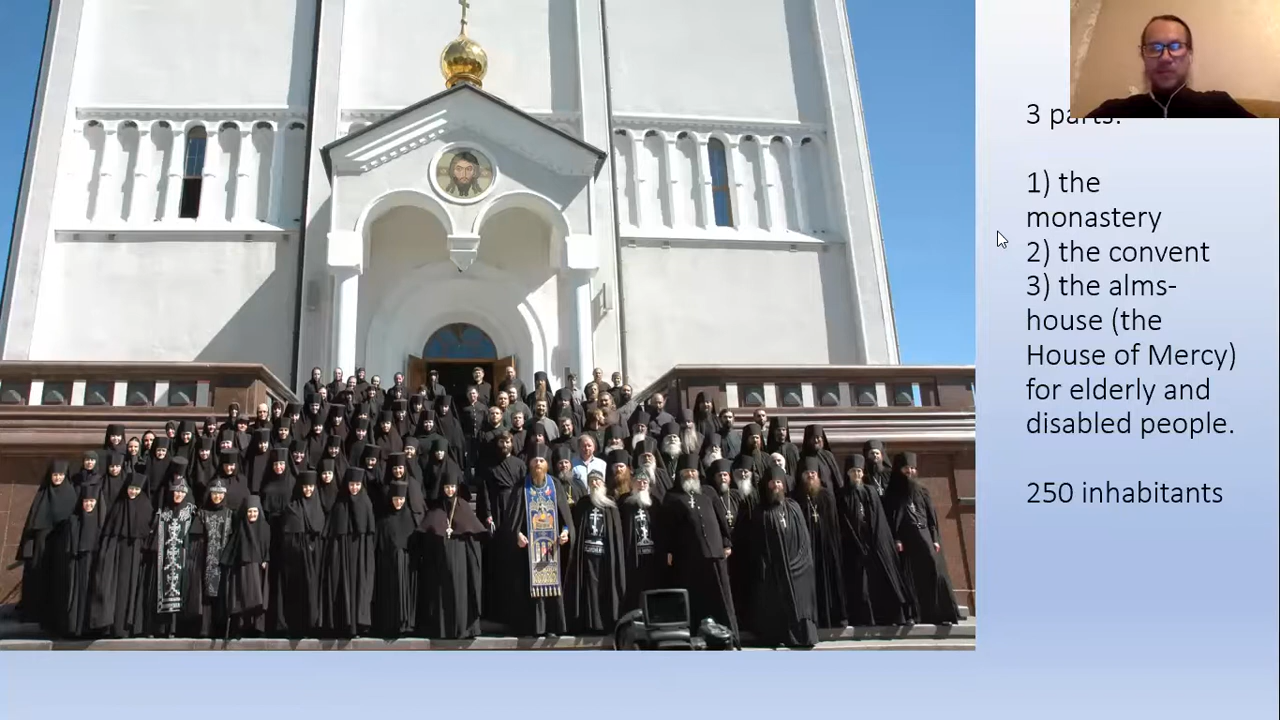 3 parts:
1) the
monastery
2) the convent
3) the alms-
house (the
House of Mercy)
for elderly and
disabled people.
250 inhabitants